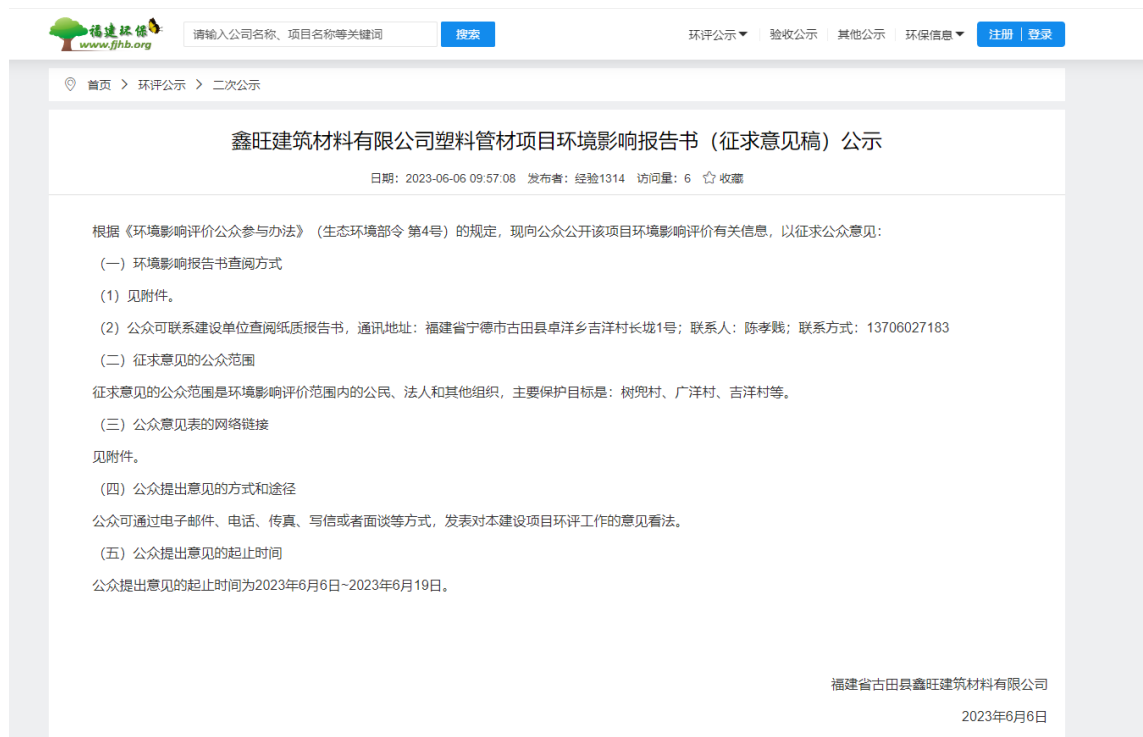 福建环保
www.fjhb.org
请输入公司名称、项目名称等关键词
搜索
环评公示
验收公示
其他公示
环保信息
注册
登录
首页 > 环评公示 > 二次公示
鑫旺建筑材料有限公司塑料管材项目环境影响报告书（征求意见稿）公示
日期：2023-06-06 09:57:08 发布者：经验1314 访问量：6 收藏
根据《环境影响评价公众参与办法》（生态环境部令 第4号）的规定，现向公众公开该项目环境影响评价有关信息，以征求公众意见：
（一）环境影响报告书查阅方式
（1）见附件。
（2）公众可联系建设单位查阅纸质报告书，通讯地址：福建省宁德市古田县卓洋乡吉洋村长垅1号；联系人：陈孝贱；联系方式：13706027183
（二）征求意见的公众范围
征求意见的公众范围是环境影响评价范围内的公民、法人和其他组织，主要保护目标是：树兜村、广洋村、吉洋村等。
（三）公众意见表的网络链接
见附件。
（四）公众提出意见的方式和途径
公众可通过电子邮件、电话、传真、写信或者面谈等方式，发表对本建设项目环评工作的意见看法。
（五）公众提出意见的起止时间
公众提出意见的起止时间为2023年6月6日~2023年6月19日。
福建省古田县鑫旺建筑材料有限公司
2023年6月6日